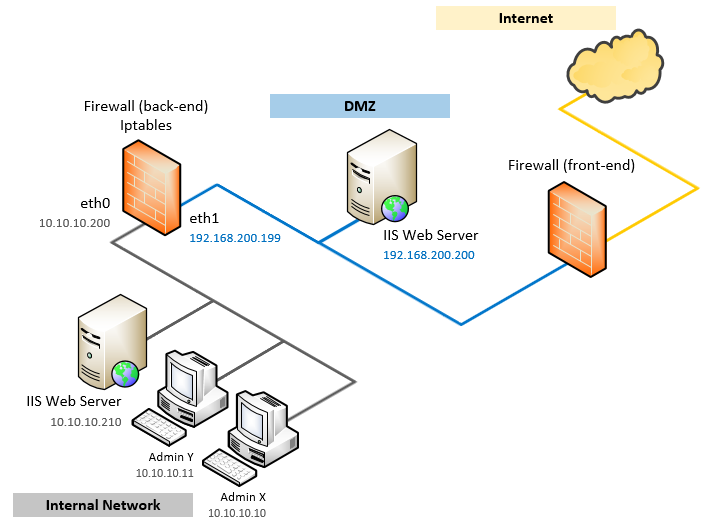 Internet
Firewall (back-end)
Iptables
DMZ
Firewall (front-end)
eth0
10.10.10.200
eth1
192.168.200.199
IIS Web Server
192.168.200.200
IIS Web Server
10.10.10.210
Admin Y
10.10.10.11
Admin X
10.10.10.10
Internal Network